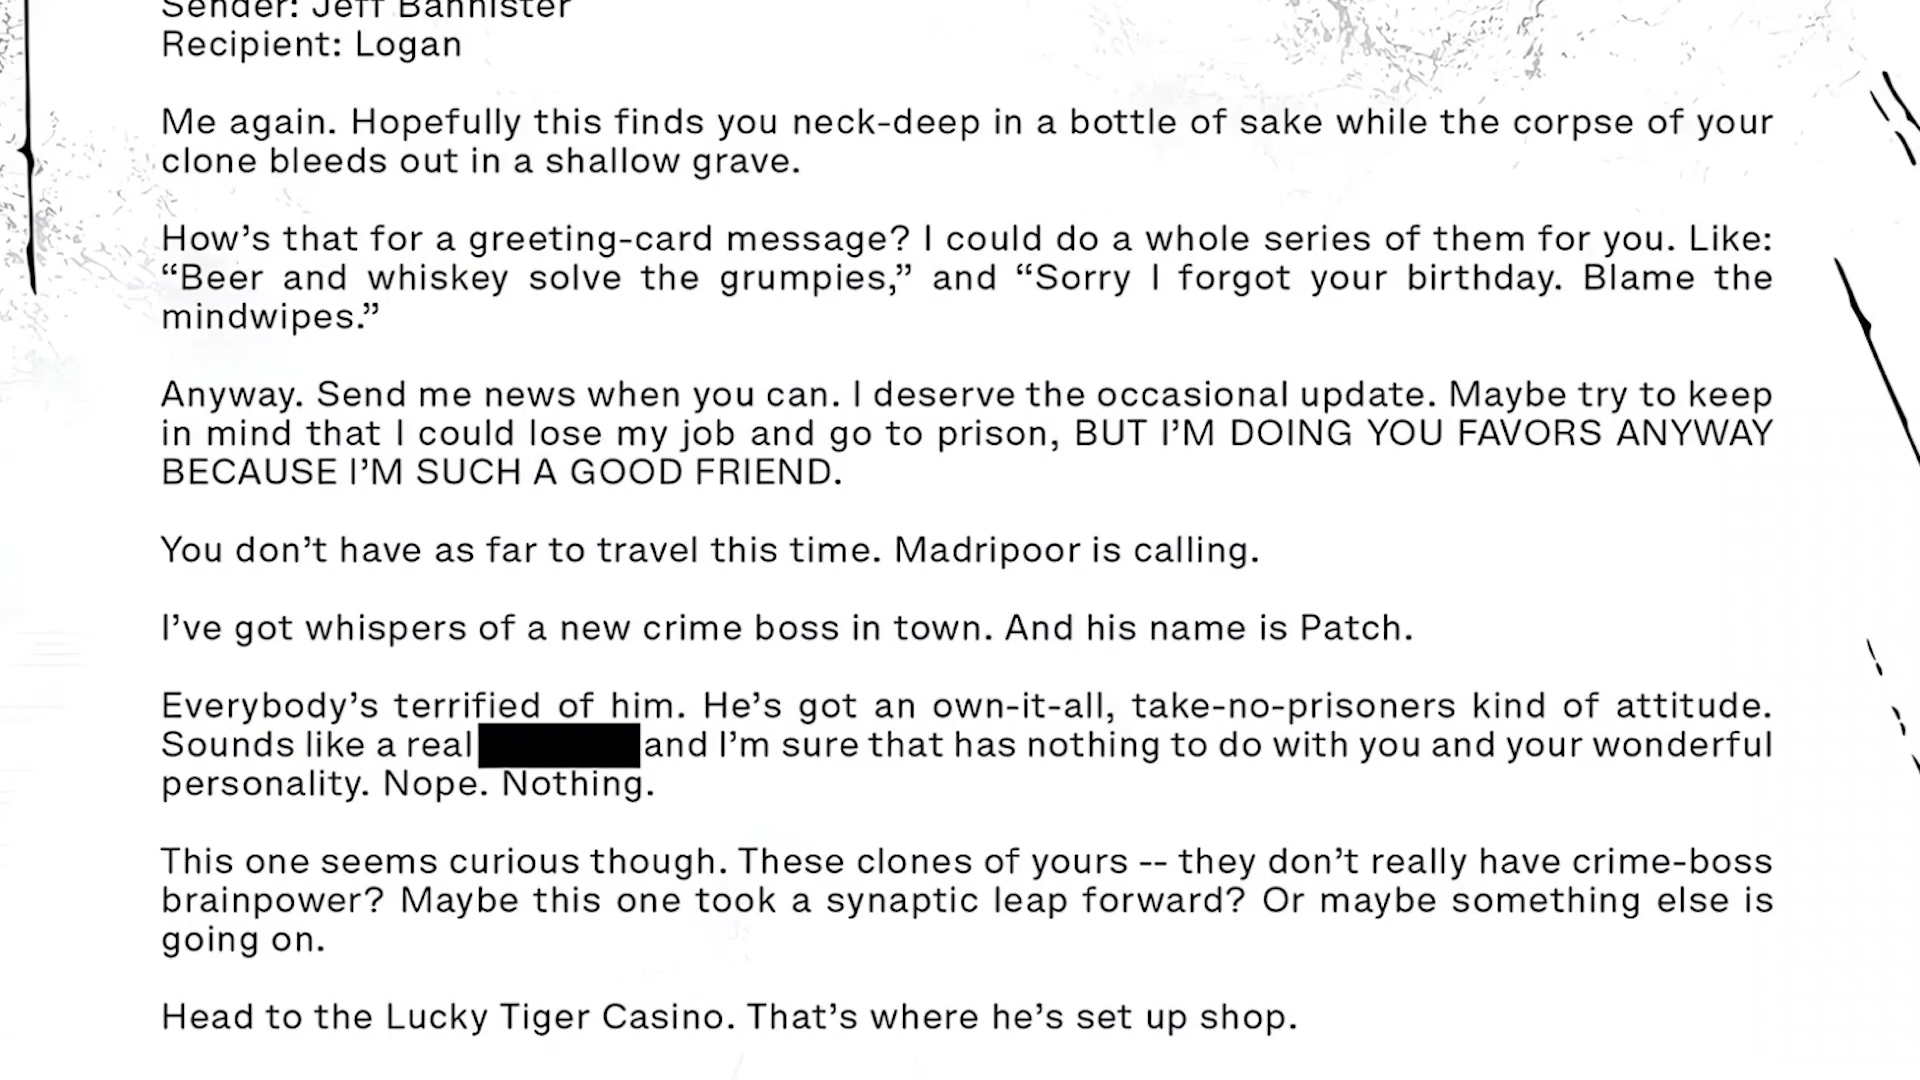 Sender: Jeff Bannister
Recipient: Logan
Me again. Hopefully this finds you neck-deep in a bottle of sake while the corpse of your
clone bleeds out in a shallow grave.
How’s that for a greeting-card message? I could do a whole series of them for you. Like:
“Beer and whiskey solve the grumpies,” and “Sorry I forgot your birthday. Blame the
mindwipes.”
Anyway. Send me news when you can. I deserve the occasional update. Maybe try to keep
in mind that I could lose my job and go to prison, BUT I’M DOING YOU FAVORS ANYWAY
BECAUSE I’M SUCH A GOOD FRIEND.
You don’t have as far to travel this time. Madripoor is calling.
I’ve got whispers of a new crime boss in town. And his name is Patch.
Everybody’s terrified of him. He’s got an own-it-all, take-no-prisoners kind of attitude.
Sounds like a real and I’m sure that has nothing to do with you and your wonderful
personality. Nope. Nothing.
This one seems curious though. These clones of yours -- they don’t really have crime-boss
brainpower? Maybe this one took a synaptic leap forward? Or maybe something else is
going on.
Head to the Lucky Tiger Casino. That’s where he’s set up shop.